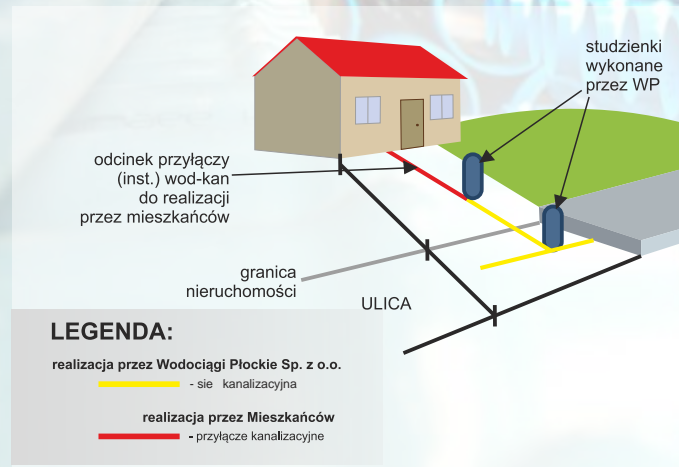 studzienki
wykonane
przez WP
odcinek przyłączy
(inst.) wod-kan
do realizacji
przez mieszkańców
granica
nieruchomości
ULICA
LEGENDA:
realizacja przez Wodociągi Płockie Sp. z o.o.
- sie kanalizacyjna
realizacja przez Mieszkańców
- przyłącze kanalizacyjne